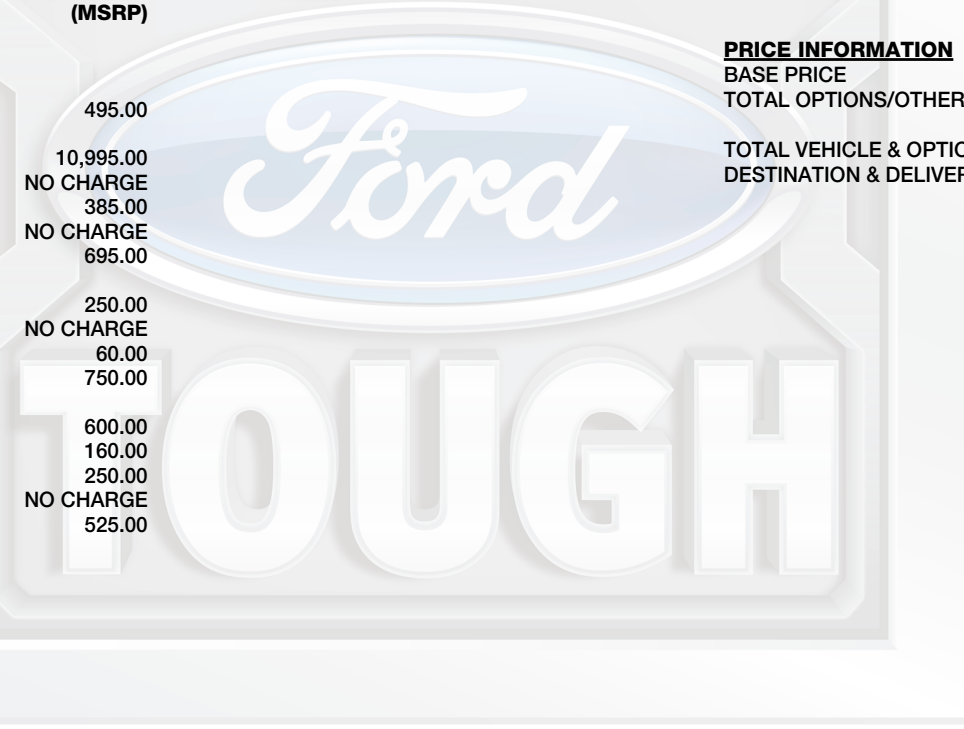 (MSRP)
495.00
10,995.00
NO CHARGE
385.00
NO CHARGE
695.00
250.00
NO CHARGE
60.00
750.00
600.00
160.00
250.00
NO CHARGE
525.00
PRICE INFORMATION
BASE PRICE
TOTAL OPTIONS/OTHER
TOTAL VEHICLE & OPTIO
DESTINATION & DELIVER
Ford
TOUGH